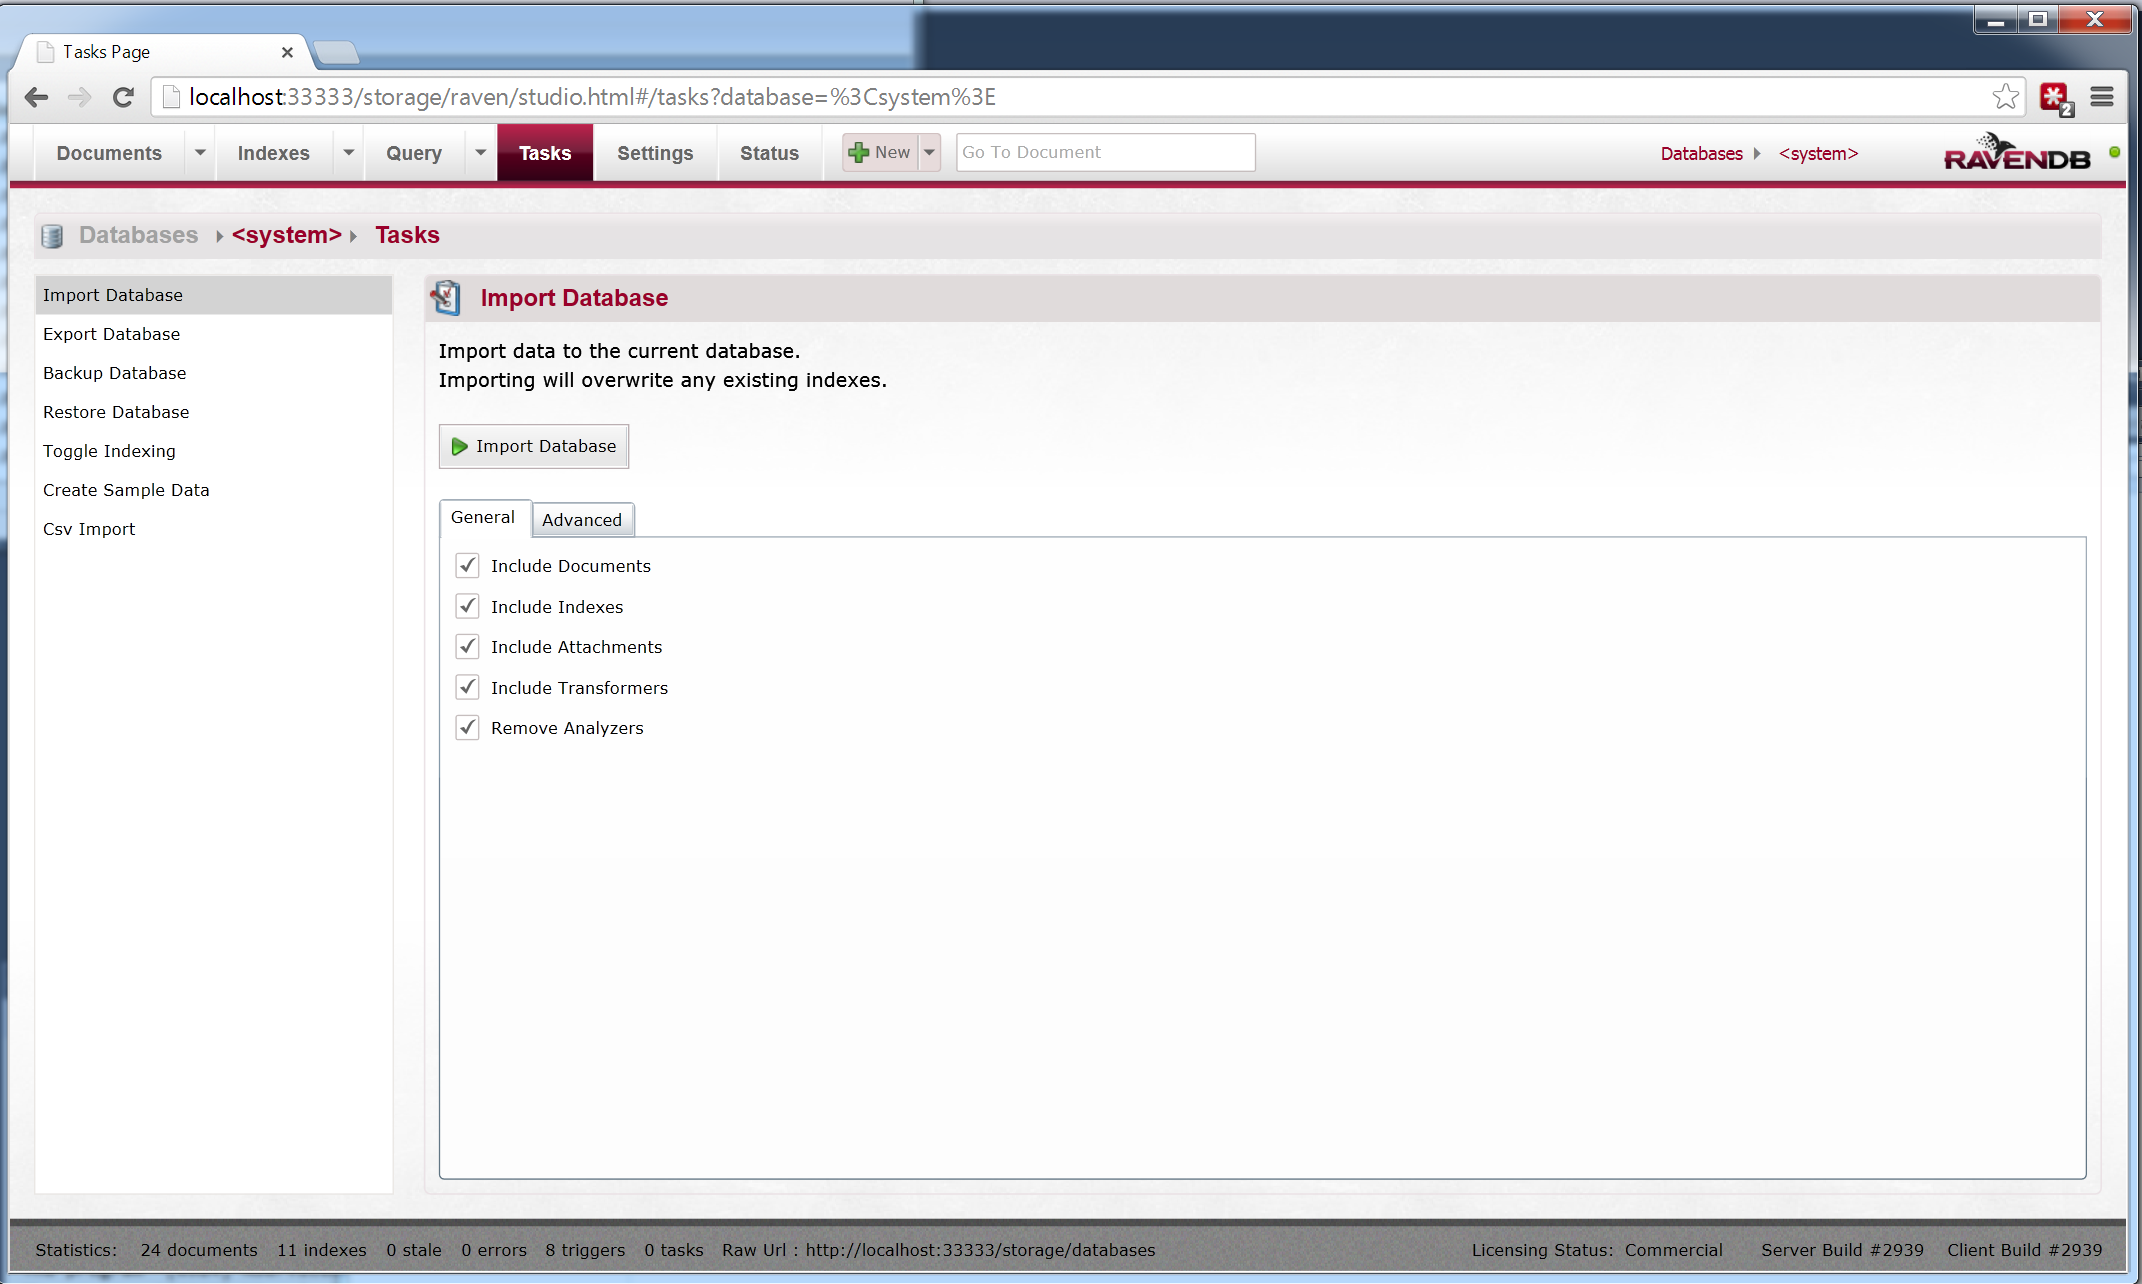 Tasks Page
localhost:33333/storage/raven/studio.html#/tasks?database=%3Csystem%3E
2
Documents Indexes Query Tasks Settings Status New Go To Document Databases <system> RAVENDB
Databases <system> Tasks
Import Database
Export Database
Backup Database
Restore Database
Toggle Indexing
Create Sample Data
Csv Import
Import Database
Import data to the current database.
Importing will overwrite any existing indexes.
Import Database
General Advanced
Include Documents
Include Indexes
Include Attachments
Include Transformers
Remove Analyzers
Statistics: 24 documents 11 indexes 0 stale 0 errors 8 triggers 0 tasks Raw Url : http://localhost:33333/storage/databases Licensing Status: Commercial Server Build #2939 Client Build #2939